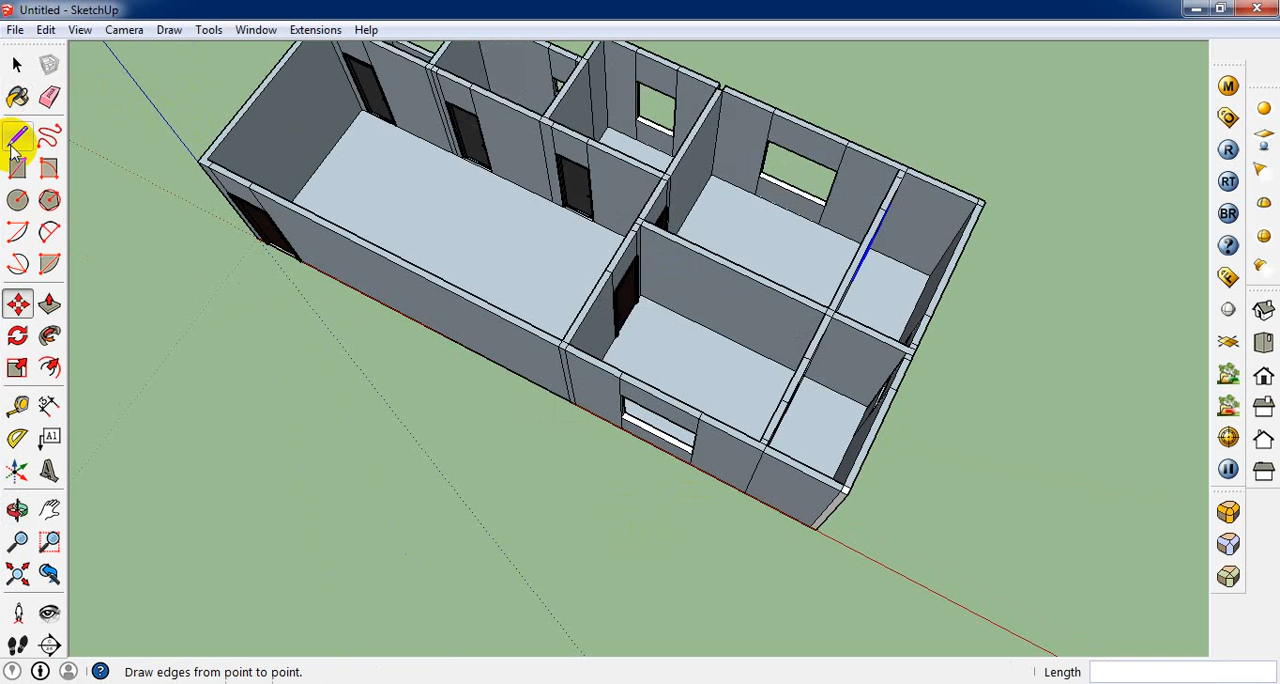 Untitled - SketchUp
File Edit View Camera Draw Tools Window Extensions Help
M
R
RT
BR
?
F
A1
A
? Draw edges from point to point. Length